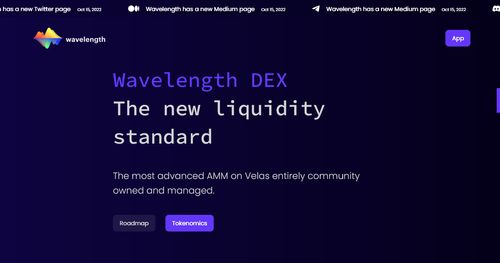 has a new Twitter page Oct 15, 2022 Wavelength has a new Medium page Oct 15, 2022 Wavelength has a new Medium page Oct 15, 2022
wavelength
App
Wavelength DEX
The new liquidity
standard
The most advanced AMM on Velas entirely community
owned and managed.
Roadmap Tokenomics